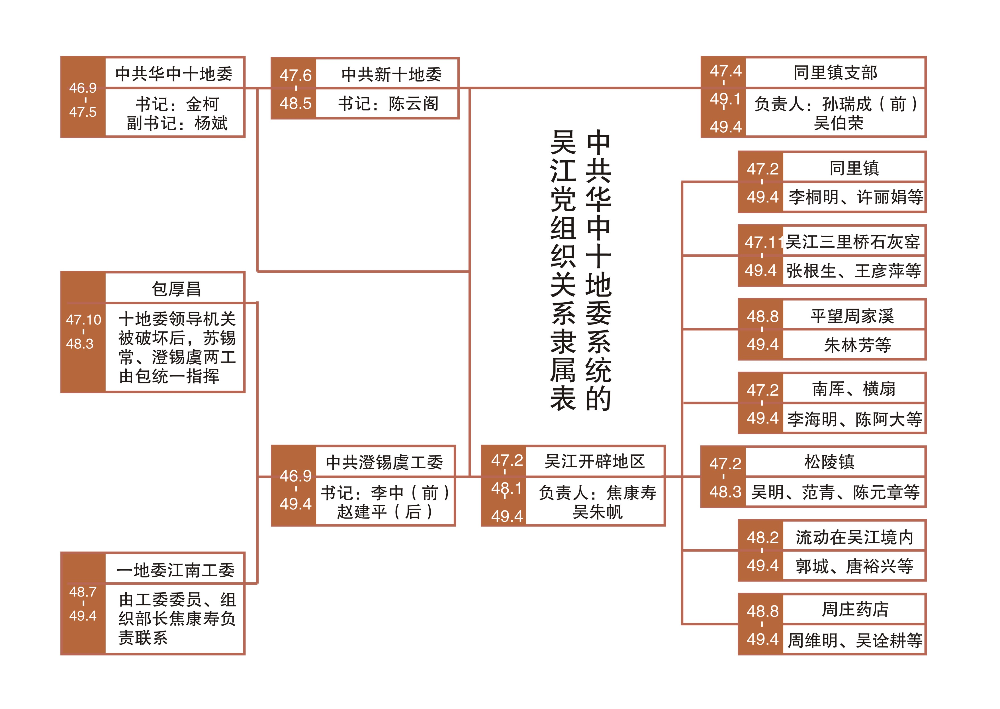 中共华中十地委系统的
吴江党组织关系隶属表
46.9
-
47.5
中共华中十地委
书记：金柯
副书记：杨斌
47.6
-
48.5
中共新十地委
书记：陈云阁
47.4
-
49.1
-
49.4
同里镇支部
负责人：孙瑞成（前）
吴伯荣
47.10
-
48.3
包厚昌
十地委领导机关
被破坏后，苏锡
常、澄锡虞两工
由包统一指挥
48.7
-
49.4
一地委江南工委
由工委委员、组
织部长焦康寿负
责联系
46.9
-
49.4
中共澄锡虞工委
书记：李中（前）
赵建平（后）
47.2
-
48.1
-
49.4
吴江开辟地区
负责人：焦康寿
吴朱帆
47.2
-
49.4
同里镇
李桐明、许丽娟等
47.11
-
49.4
吴江三里桥石灰窑
张根生、王彦萍等
48.8
-
49.4
平望周家溪
朱林芳等
47.2
-
49.4
南厍、横扇
李海明、陈阿大等
47.2
-
48.3
松陵镇
吴明、范青、陈元章等
48.2
-
49.4
流动在吴江境内
郭城、唐裕兴等
48.8
-
49.4
周庄药店
周维明、吴诠耕等